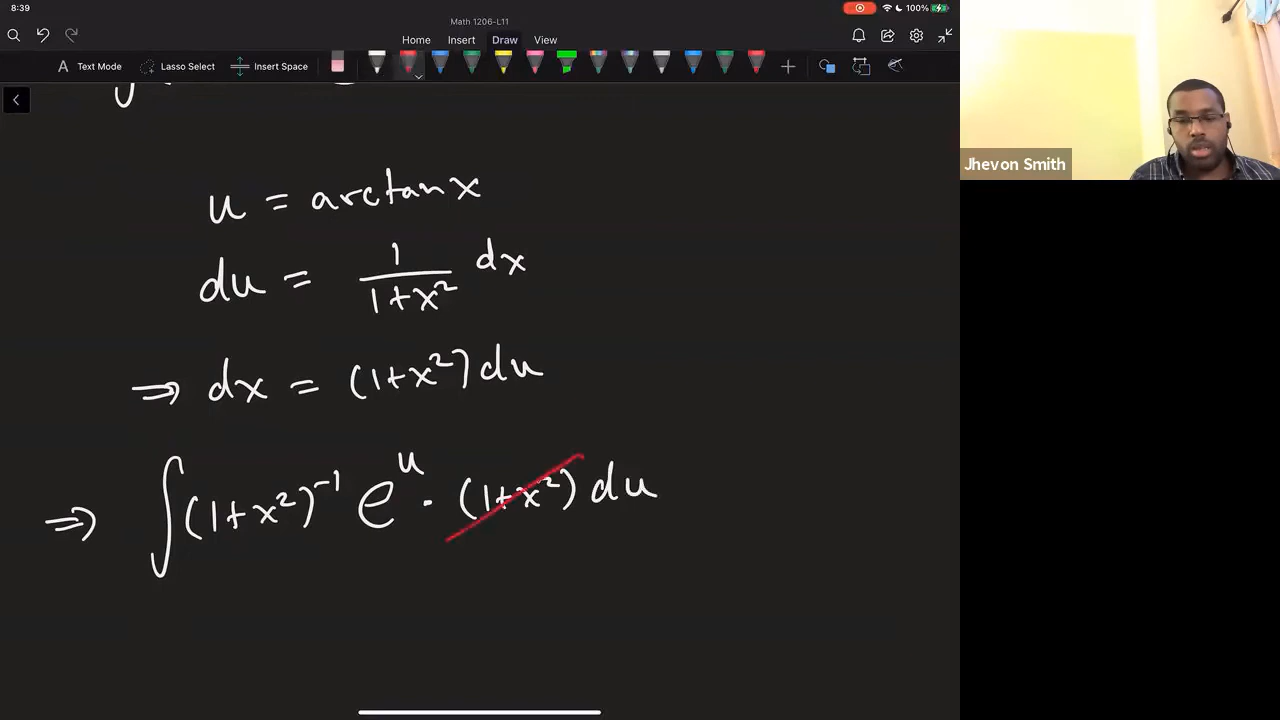 8:39
100%
Math 1206-L11
Home Insert Draw View
Text Mode Lasso Select Insert Space
Jhevon Smith
u = arctan x
du = 1/(1+x²) dx
⇒ dx = (1+x²) du
⇒ ∫(1+x²)⁻¹ eᵘ · (1+x²) du